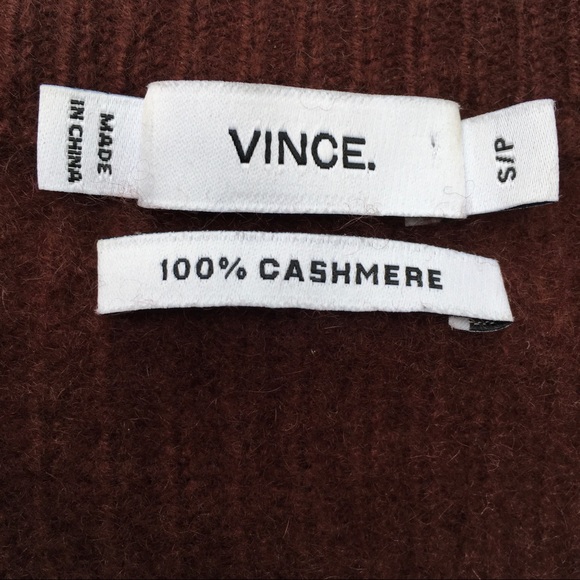 MADE
IN CHINA
VINCE.
S/P
100% CASHMERE